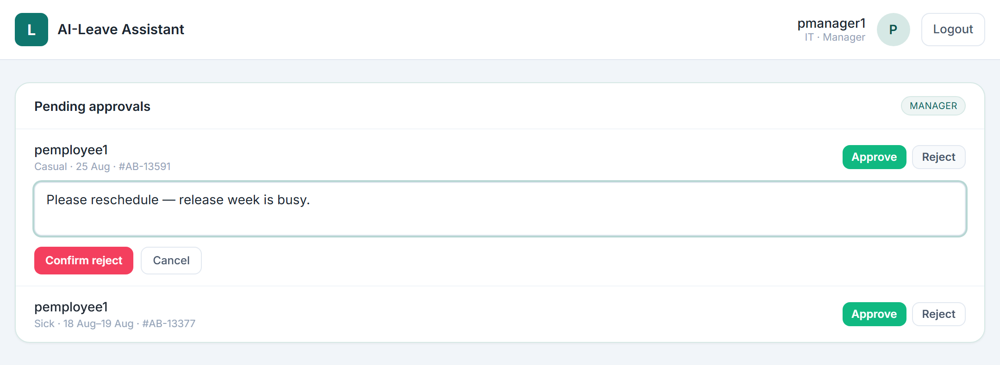 L
AI-Leave Assistant
pmanager1
IT · Manager
P
Logout
Pending approvals
MANAGER
pemployee1
Casual · 25 Aug · #AB-13591
Approve
Reject
Please reschedule — release week is busy.
Confirm reject
Cancel
pemployee1
Sick · 18 Aug–19 Aug · #AB-13377
Approve
Reject